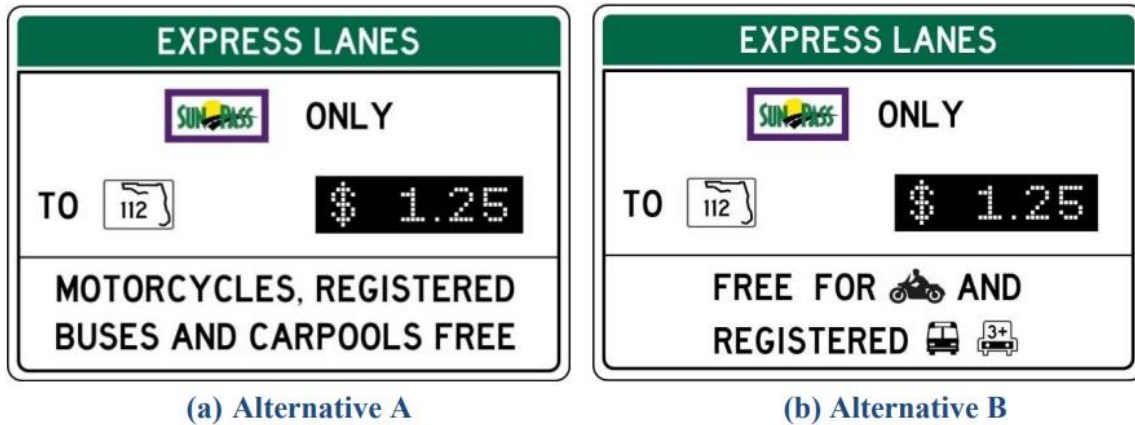 EXPRESS LANES
SUNPASS ONLY
TO 112 $ 1.25
MOTORCYCLES, REGISTERED
BUSES AND CARPOOLS FREE
(a) Alternative A
EXPRESS LANES
SUNPASS ONLY
TO 112 $ 1.25
FREE FOR AND
REGISTERED 3+
(b) Alternative B